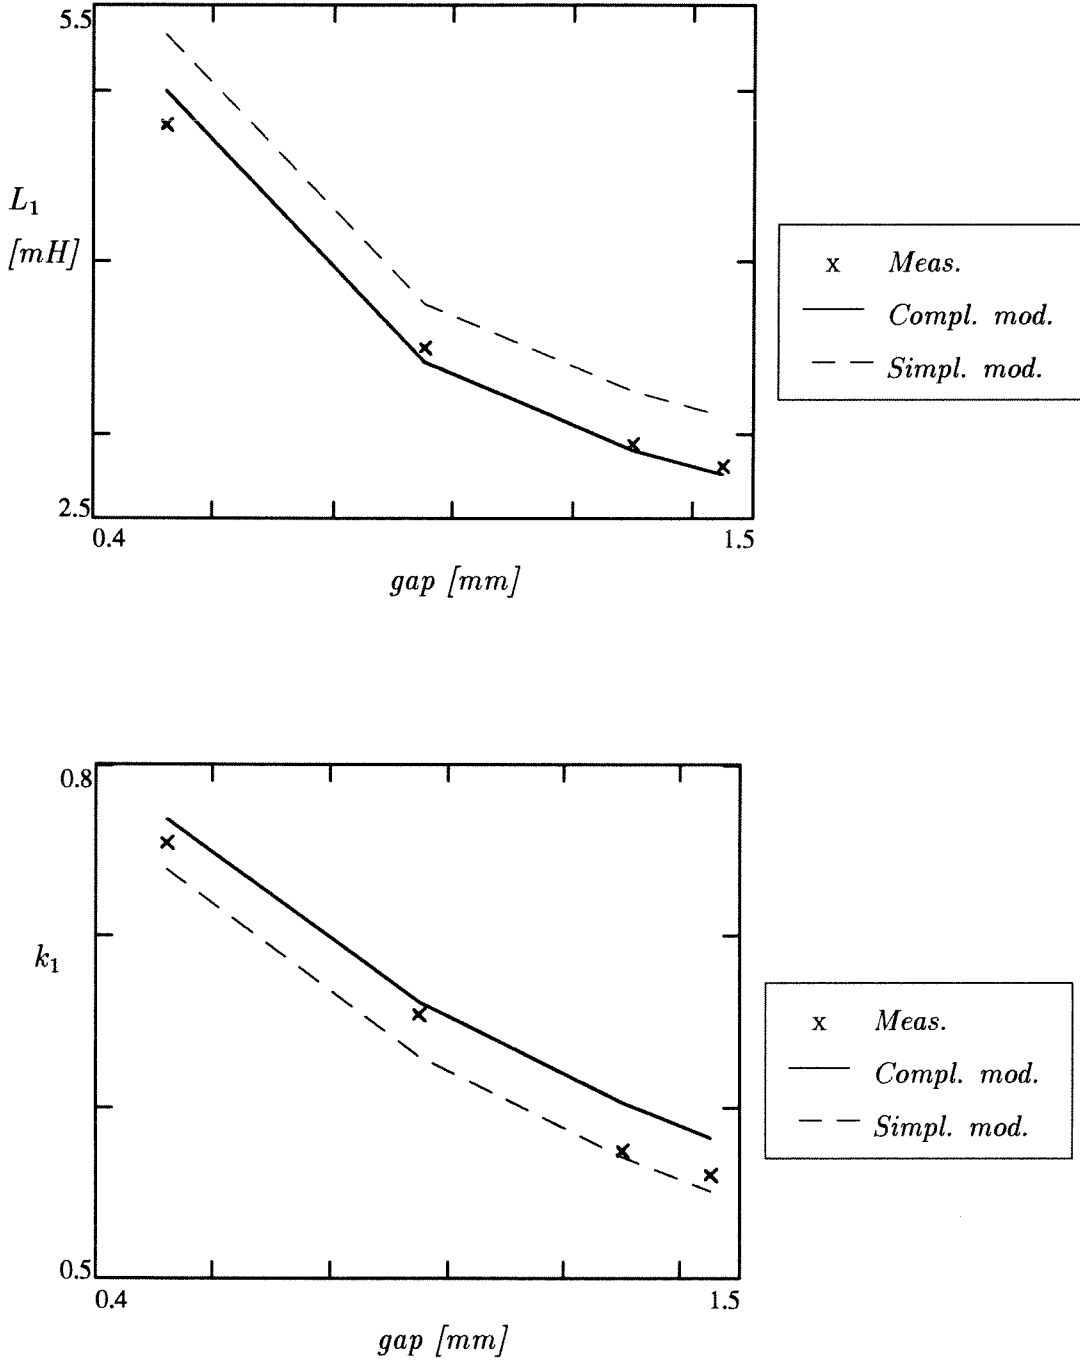 5.5
L1
[mH]
x Meas.
Compl. mod.
Simpl. mod.
2.5
0.4 1.5
gap [mm]
0.8
k1
x Meas.
Compl. mod.
Simpl. mod.
0.5
0.4 1.5
gap [mm]